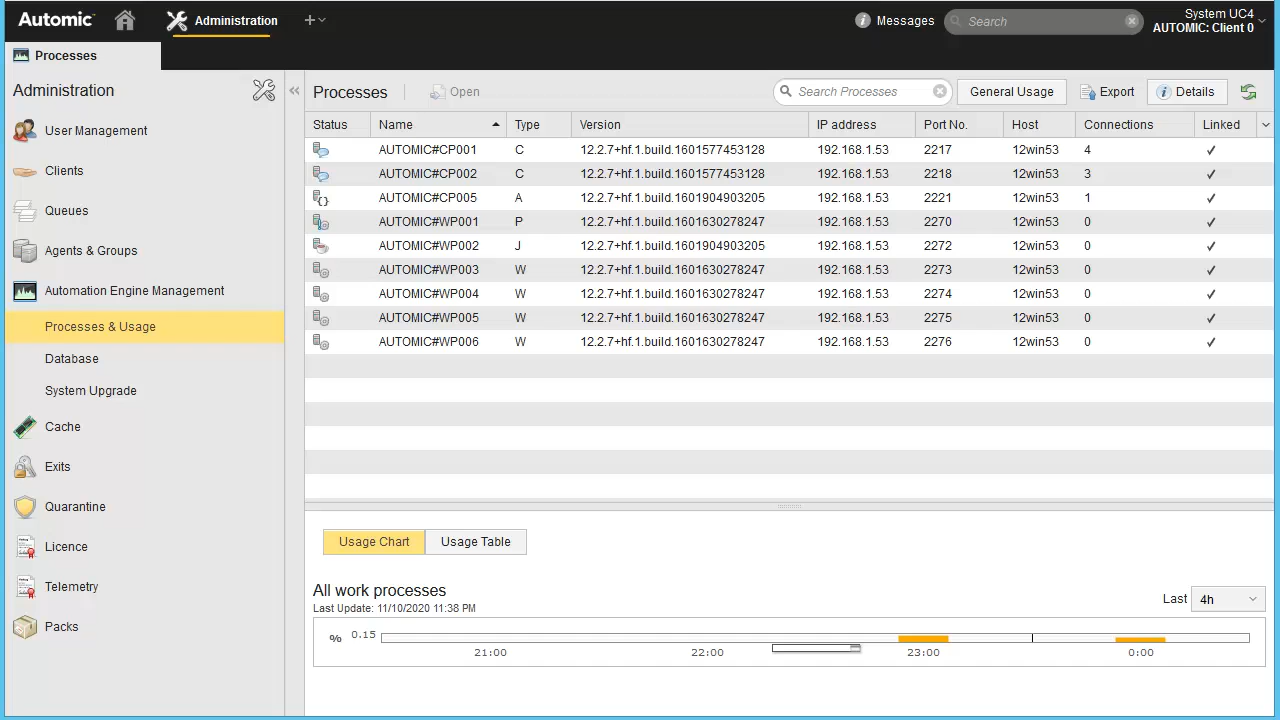 Automic
Administration
Messages
Search
System UC4
AUTOMIC: Client 0
Processes
Administration
User Management
Clients
Queues
Agents & Groups
Automation Engine Management
Processes & Usage
Database
System Upgrade
Cache
Exits
Quarantine
Licence
Telemetry
Packs
Processes Open Search Processes General Usage Export Details
Status Name Type Version IP address Port No. Host Connections Linked
AUTOMIC#CP001 C 12.2.7+hf.1.build.1601577453128 192.168.1.53 2217 12win53 4 ✓
AUTOMIC#CP002 C 12.2.7+hf.1.build.1601577453128 192.168.1.53 2218 12win53 3 ✓
AUTOMIC#CP005 A 12.2.7+hf.1.build.1601904903205 192.168.1.53 2221 12win53 1 ✓
AUTOMIC#WP001 P 12.2.7+hf.1.build.1601630278247 192.168.1.53 2270 12win53 0 ✓
AUTOMIC#WP002 J 12.2.7+hf.1.build.1601904903205 192.168.1.53 2272 12win53 0 ✓
AUTOMIC#WP003 W 12.2.7+hf.1.build.1601630278247 192.168.1.53 2273 12win53 0 ✓
AUTOMIC#WP004 W 12.2.7+hf.1.build.1601630278247 192.168.1.53 2274 12win53 0 ✓
AUTOMIC#WP005 W 12.2.7+hf.1.build.1601630278247 192.168.1.53 2275 12win53 0 ✓
AUTOMIC#WP006 W 12.2.7+hf.1.build.1601630278247 192.168.1.53 2276 12win53 0 ✓
Usage Chart Usage Table
All work processes
Last Update: 11/10/2020 11:38 PM
Last 4h
% 0.15
21:00 22:00 23:00 0:00